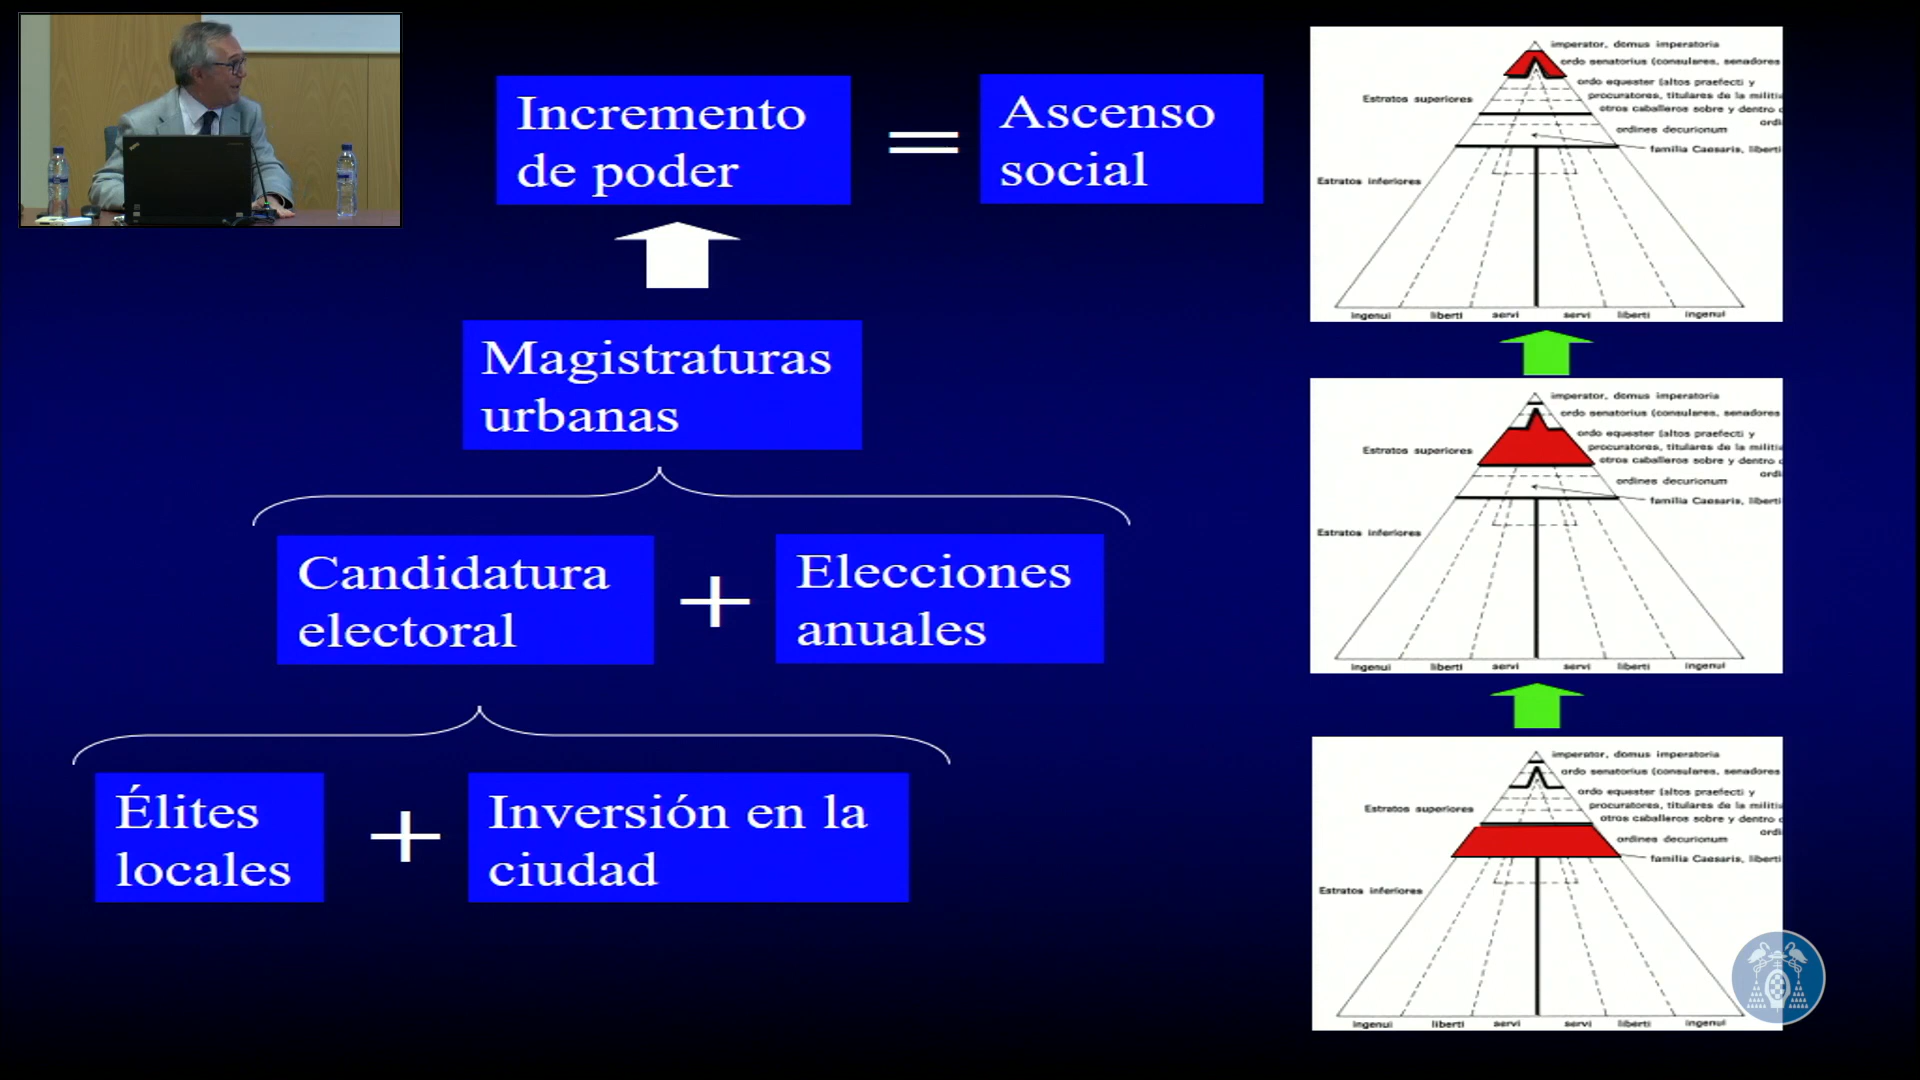 Incremento
de poder
=
Ascenso
social
Magistraturas
urbanas
Candidatura
electoral
+
Elecciones
anuales
Élites
locales
+
Inversión en la
ciudad
imperator, domus imperatoria
ordo senatorius (consulares, senadores
ordo equester (altos praefecti y
procuratores, titulares de la militi
otros caballeros sobre y dentro
ordi
Estratos superiores
ordines decurionum
familia Caesaris, liberti
Estratos inferiores
ingenui liberti servi servi liberti ingenui
imperator, domus imperatoria
ordo senatorius (consulares, senadores
ordo equester (altos praefecti y
procuratores, titulares de la militi
Estratos superiores
otros caballeros sobre y dentro
ordi
ordines decurionum
familia Caesaris, liberti
Estratos inferiores
ingenui liberti servi servi liberti ingenui
imperator, domus imperatoria
ordo senatorius (consulares, senadores
ordo equester (altos praefecti y
procuratores, titulares de la militi
Estratos superiores
otros caballeros sobre y dentro
ordi
ordines decurionum
familia Caesaris, liberti
Estratos inferiores
ingenui liberti servi servi liberti ingenui